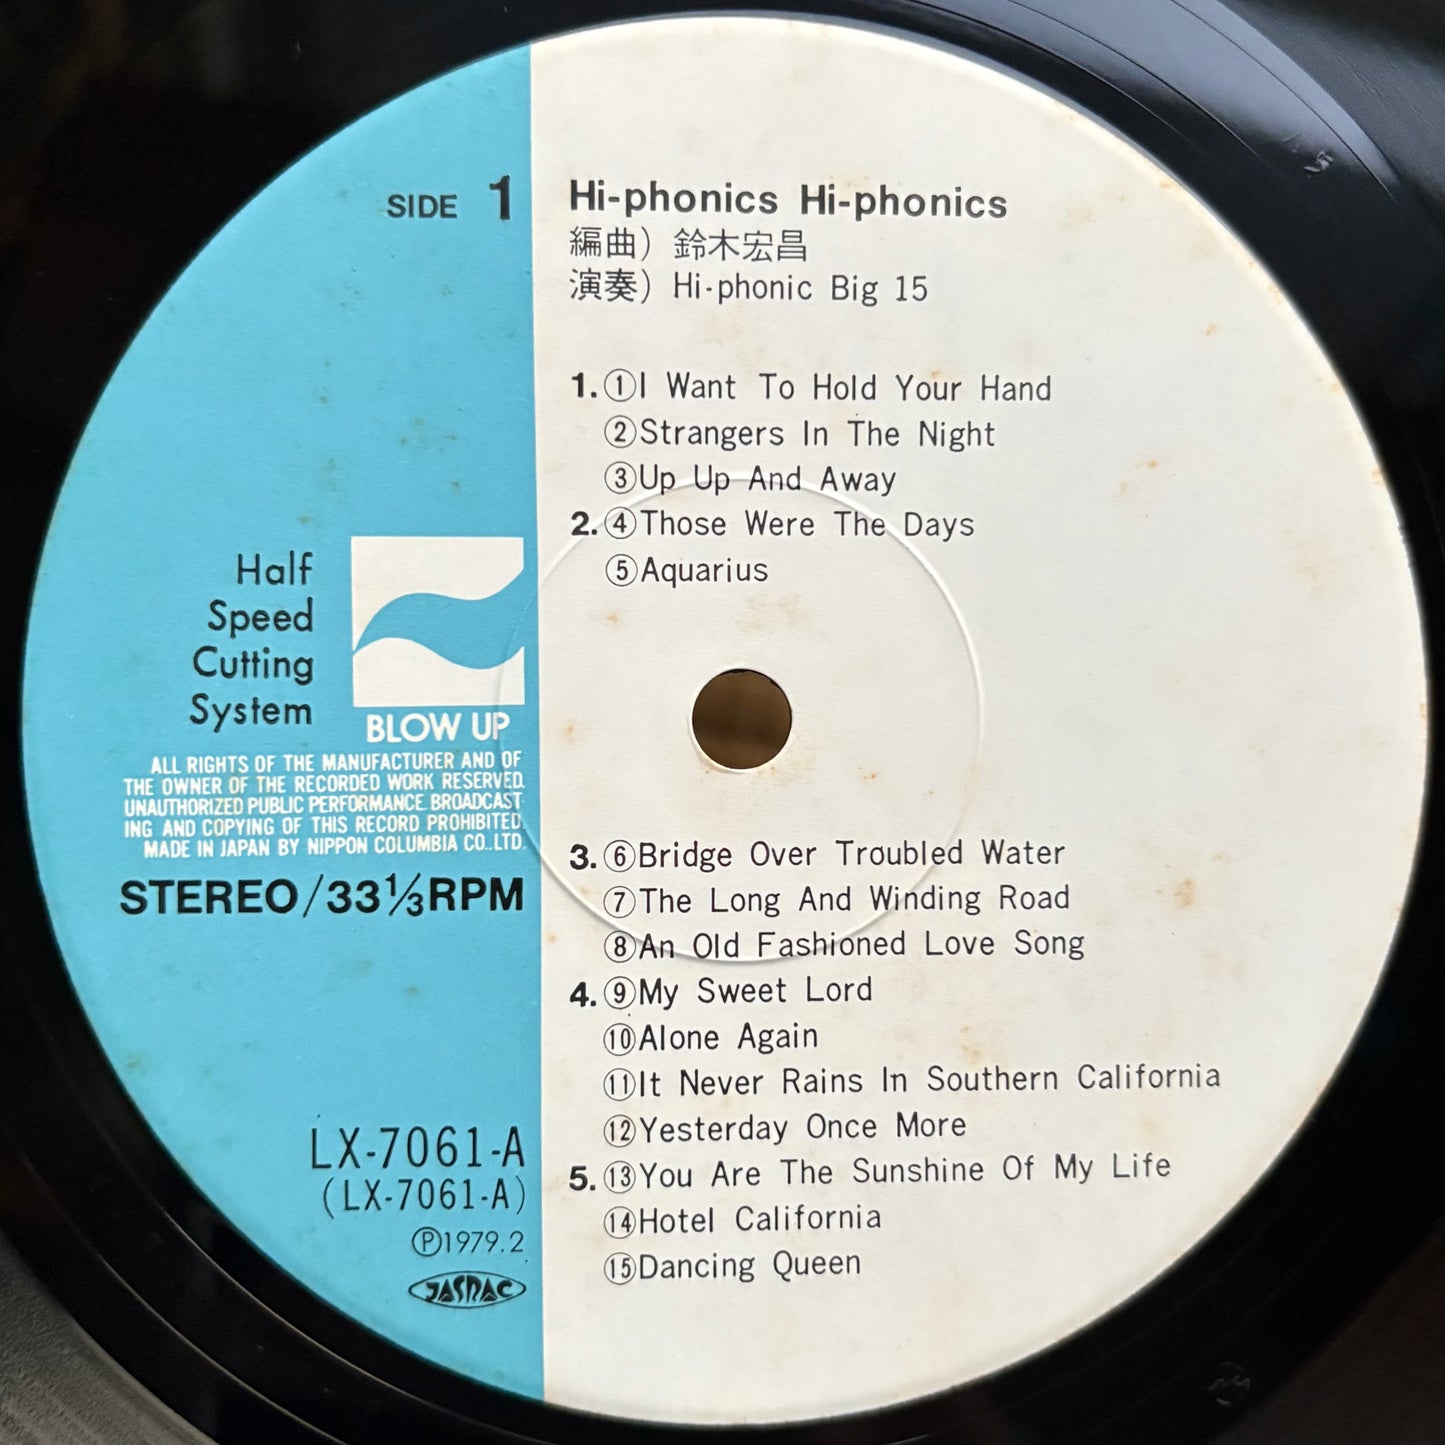 SIDE 1
Hi-phonics Hi-phonics
編曲) 鈴木宏昌
演奏) Hi-phonic Big 15
1. ①I Want To Hold Your Hand
②Strangers In The Night
③Up Up And Away
2. ④Those Were The Days
⑤Aquarius
Half
Speed
Cutting
System
BLOW UP
ALL RIGHTS OF THE MANUFACTURER AND OF
THE OWNER OF THE RECORDED WORK RESERVED.
UNAUTHORIZED PUBLIC PERFORMANCE. BROADCAST
ING AND COPYING OF THIS RECORD PROHIBITED.
MADE IN JAPAN BY NIPPON COLUMBIA CO.,LTD.
STEREO/33⅓RPM
3. ⑥Bridge Over Troubled Water
⑦The Long And Winding Road
⑧An Old Fashioned Love Song
4. ⑨My Sweet Lord
⑩Alone Again
⑪It Never Rains In Southern California
⑫Yesterday Once More
5. ⑬You Are The Sunshine Of My Life
⑭Hotel California
⑮Dancing Queen
LX-7061-A
(LX-7061-A)
Ⓟ1979.2
JASRAC